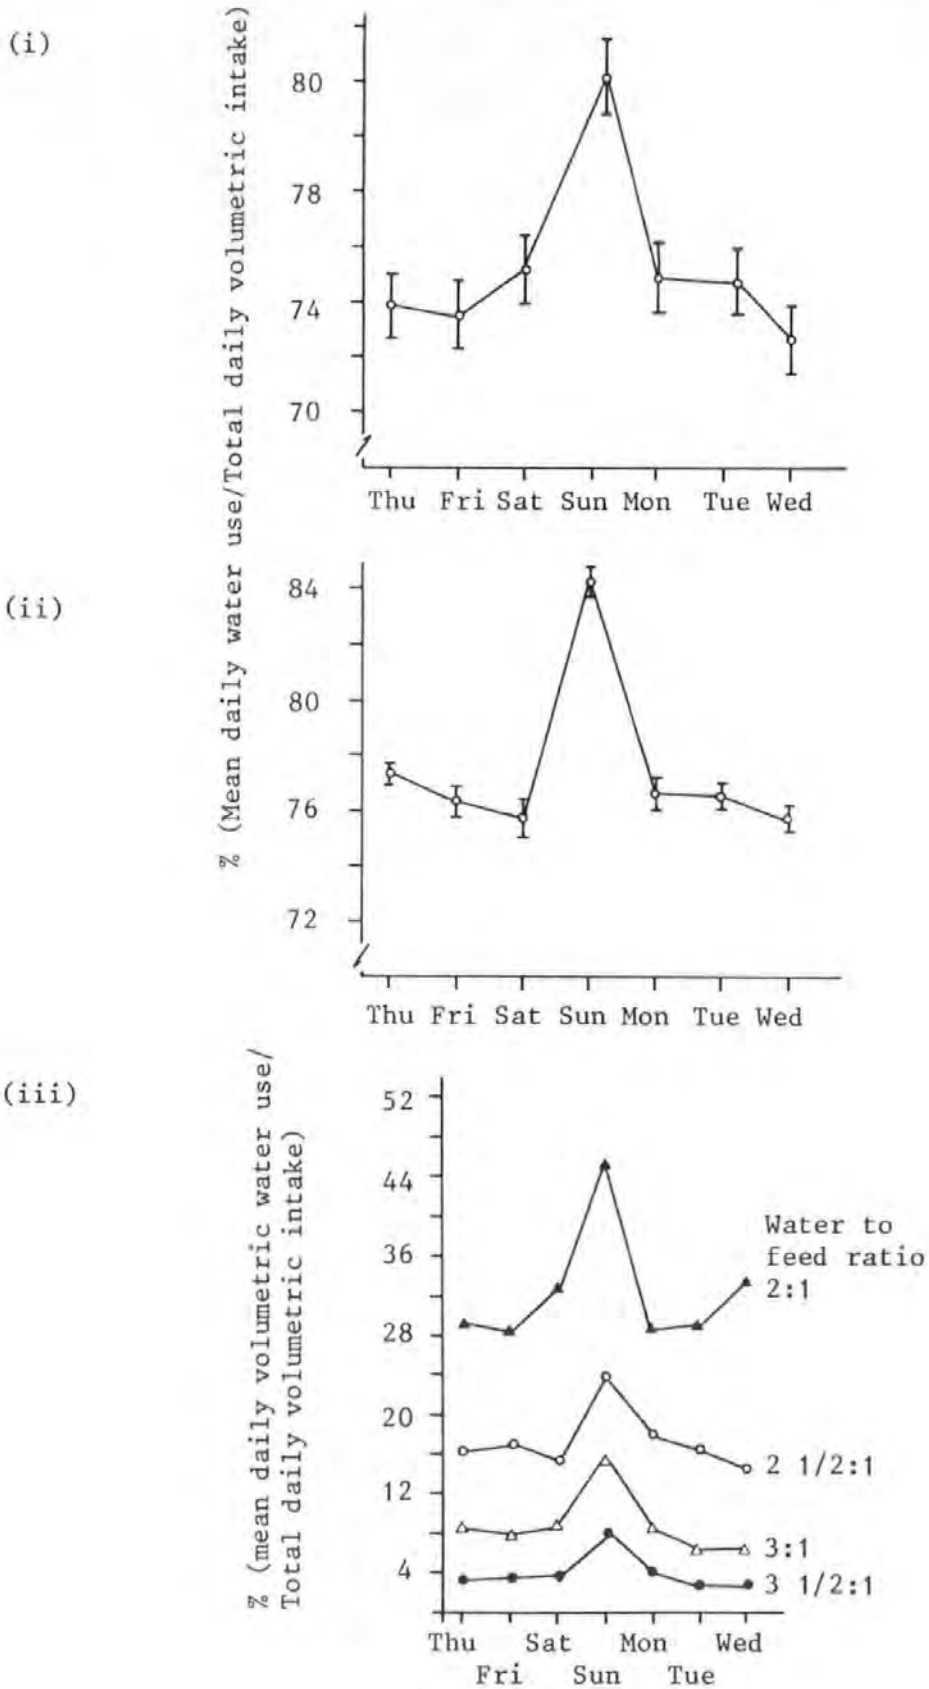 (i)
% (Mean daily water use/Total daily volumetric intake)
80
78
74
70
Thu Fri Sat Sun Mon Tue Wed
(ii)
84
80
76
72
Thu Fri Sat Sun Mon Tue Wed
(iii)
% (mean daily volumetric water use/
Total daily volumetric intake)
52
44
36
28
20
12
4
Water to
feed ratio
2:1
2 1/2:1
3:1
3 1/2:1
Thu Sat Mon Wed
Fri Sun Tue